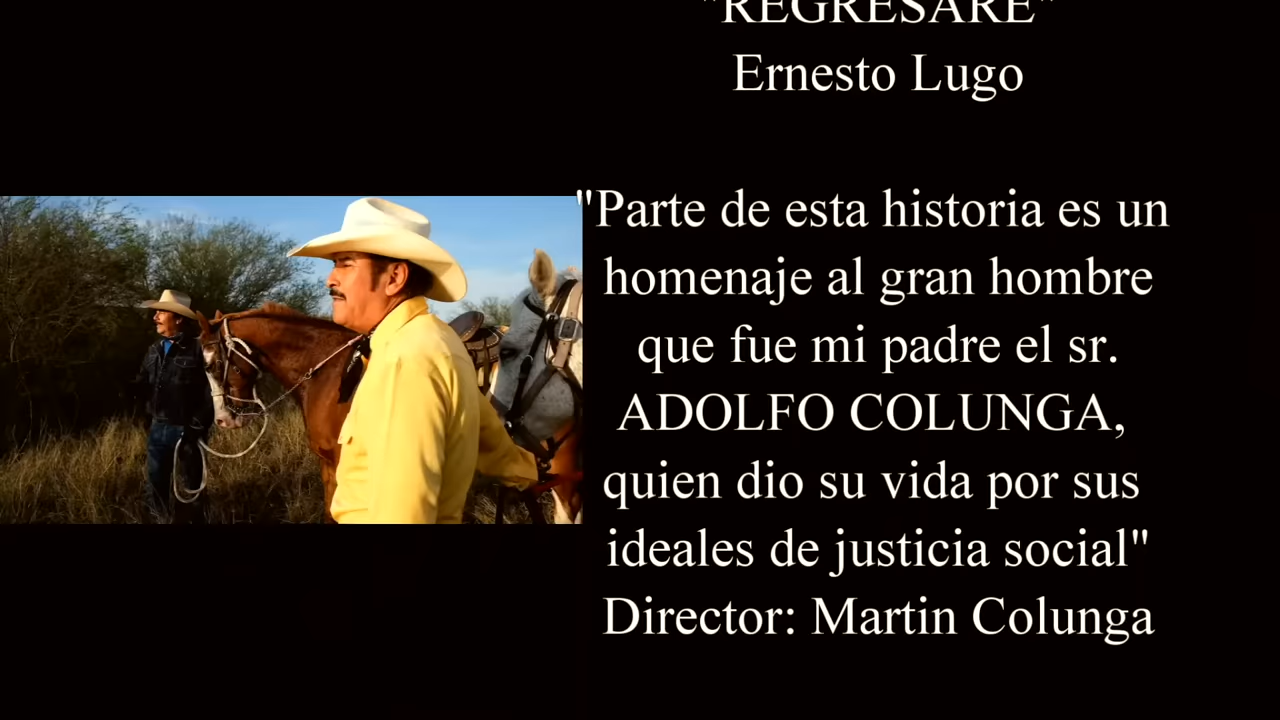 "REGRESARE"
Ernesto Lugo
"Parte de esta historia es un
homenaje al gran hombre
que fue mi padre el sr.
ADOLFO COLUNGA,
quien dio su vida por sus
ideales de justicia social"
Director: Martin Colunga